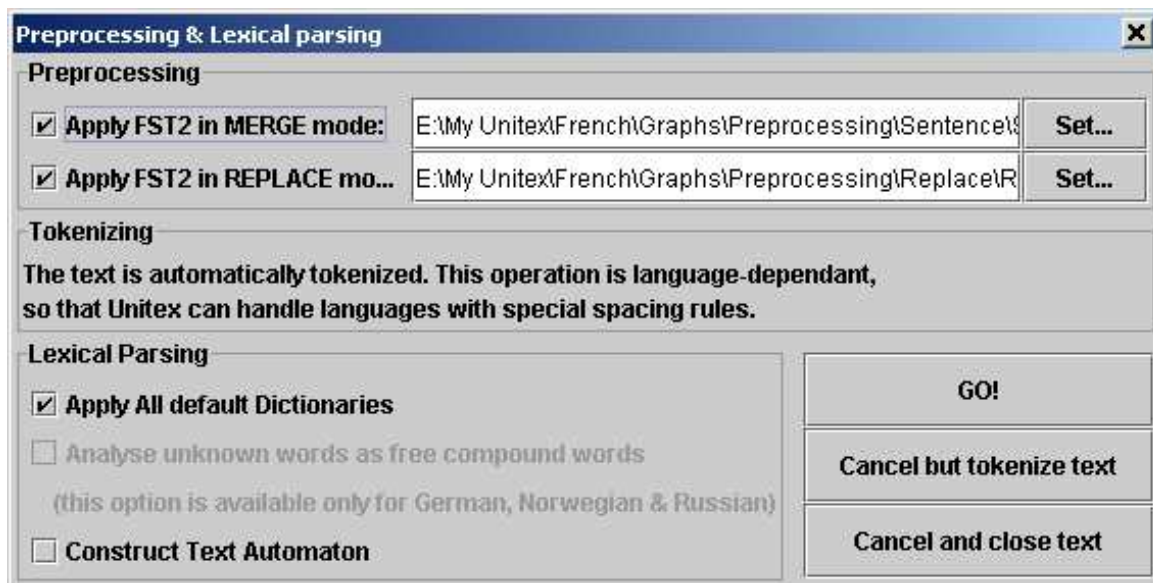 Preprocessing & Lexical parsing
Preprocessing
Apply FST2 in MERGE mode: E:\My Unitex\French\Graphs\Preprocessing\Sentence\ Set...
Apply FST2 in REPLACE mo... E:\My Unitex\French\Graphs\Preprocessing\Replace\R Set...
Tokenizing
The text is automatically tokenized. This operation is language-dependant,
so that Unitex can handle languages with special spacing rules.
Lexical Parsing
Apply All default Dictionaries
Analyse unknown words as free compound words
(this option is available only for German, Norwegian & Russian)
Construct Text Automaton
GO!
Cancel but tokenize text
Cancel and close text